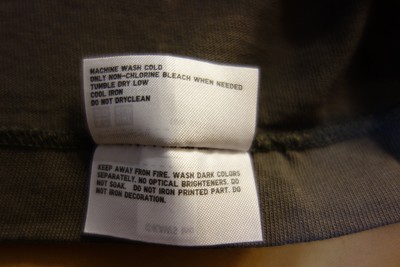 MACHINE WASH COLD
ONLY NON-CHLORINE BLEACH WHEN NEEDED
TUMBLE DRY LOW
COOL IRON
DO NOT DRYCLEAN
KEEP AWAY FROM FIRE, WASH DARK COLORS
SEPARATELY. NO OPTICAL BRIGHTENERS. DO
NOT SOAK. DO NOT IRON PRINTED PART. DO
NOT IRON DECORATION.